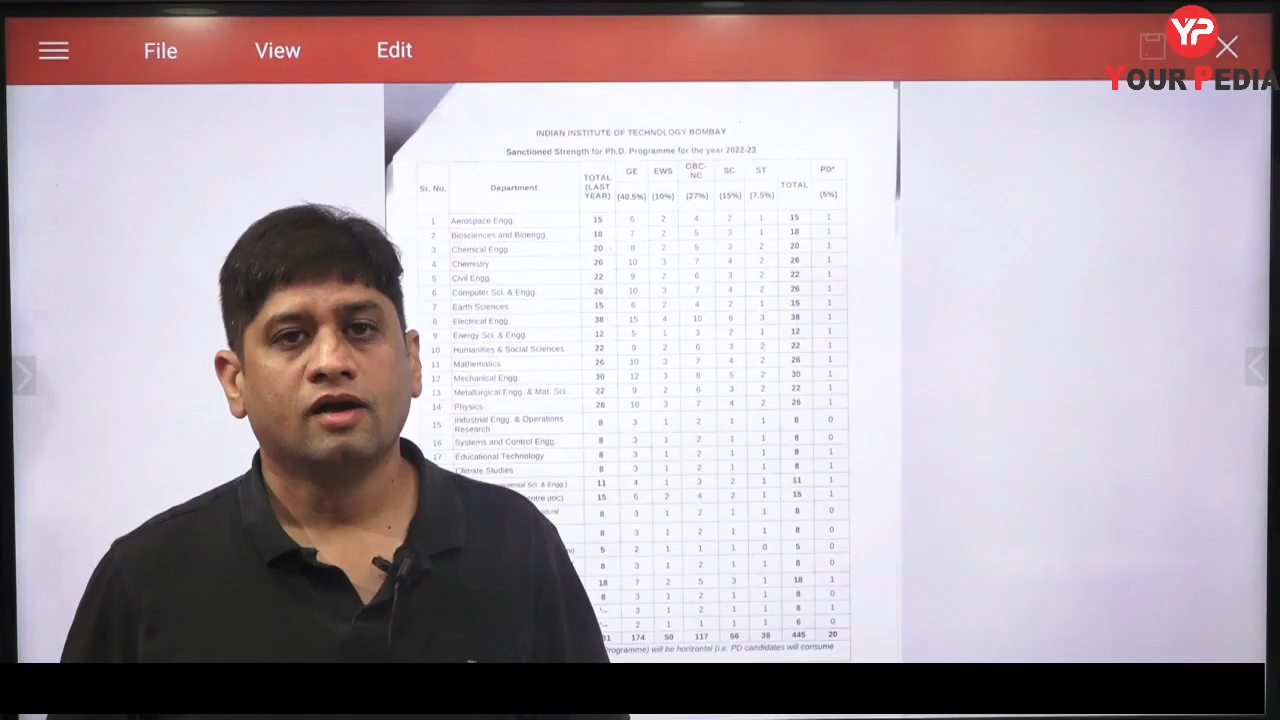 File View Edit
YP
YOUR PEDIA
INDIAN INSTITUTE OF TECHNOLOGY BOMBAY
Sanctioned Strength for Ph.D. Programme for the year 2022-23
Sr. No. Department TOTAL (LAST YEAR) GE (40.5%) EWS (10%) OBC-NC (27%) SC (15%) ST (7.5%) TOTAL PD* (5%)
1 Aerospace Engg. 15 6 2 4 2 1 15 1
2 Biosciences and Bioengg. 18 7 2 5 3 1 18 1
3 Chemical Engg. 20 8 2 5 3 2 20 1
4 Chemistry 26 10 3 7 4 2 26 1
5 Civil Engg. 22 9 2 6 3 2 22 1
6 Computer Sci. & Engg. 26 10 3 7 4 2 26 1
7 Earth Sciences 15 6 2 4 2 1 15 1
8 Electrical Engg. 38 15 4 10 6 3 38 1
9 Energy Sci. & Engg. 12 5 1 3 2 1 12 1
10 Humanities & Social Sciences 22 9 2 6 3 2 22 1
11 Mathematics 26 10 3 7 4 2 26 1
12 Mechanical Engg. 30 12 3 8 5 2 30 1
13 Metallurgical Engg. & Mat. Sci. 22 9 2 6 3 2 22 1
14 Physics 26 10 3 7 4 2 26 1
15 Industrial Engg. & Operations Research 8 3 1 2 1 1 8 0
16 Systems and Control Engg. 8 3 1 2 1 1 8 0
17 Educational Technology 8 3 1 2 1 1 8 1
Climate Studies 8 3 1 2 1 1 8 1
Sci. & Engg.) 11 4 1 3 2 1 11 1
(IDC) 15 6 2 4 2 1 15 1
8 3 1 2 1 1 8 0
8 3 1 2 1 1 8 0
5 2 1 1 1 0 5 0
8 3 1 2 1 1 8 0
18 7 2 5 3 1 18 1
8 3 1 2 1 1 8 0
3 1 2 1 1 8 1
2 1 1 1 1 6 0
174 50 117 66 38 445 20
will be horizontal (i.e. PD candidates will consume